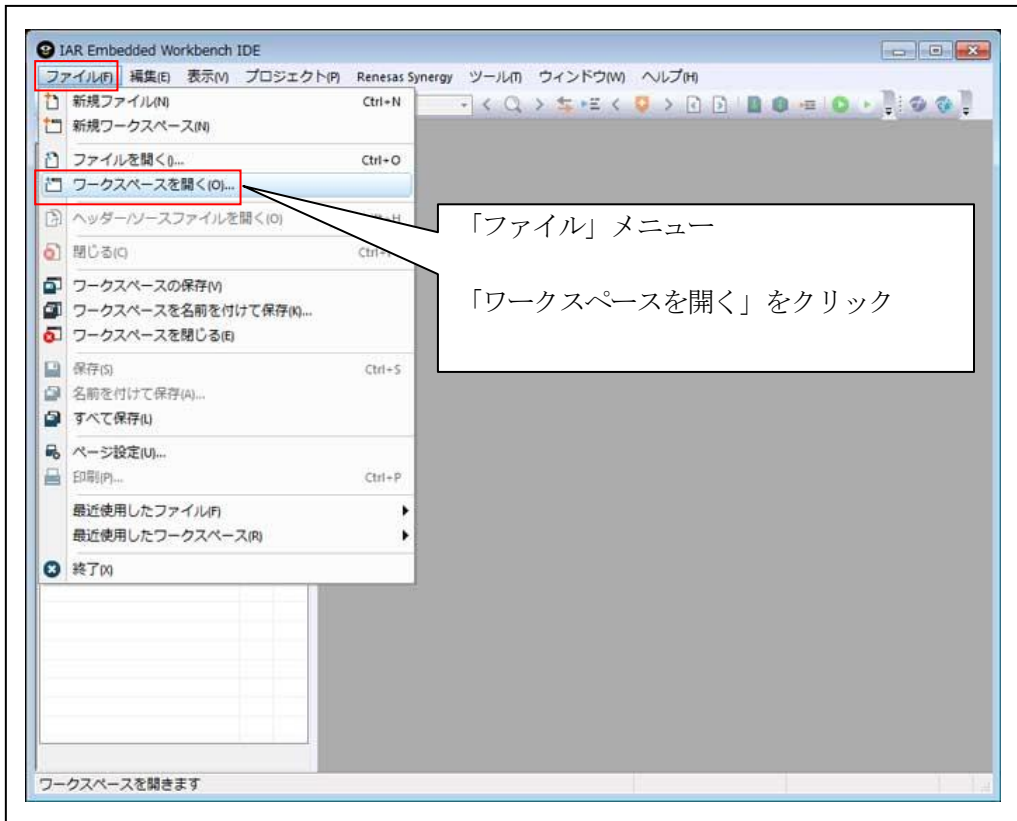 IAR Embedded Workbench IDE
ファイル(F) 編集(E) 表示(V) プロジェクト(P) Renesas Synergy ツール(T) ウィンドウ(W) ヘルプ(H)
新規ファイル(N) Ctrl+N
新規ワークスペース(N)
ファイルを開く()... Ctrl+O
ワークスペースを開く(O)...
ヘッダー/ソースファイルを開く(O)
閉じる(C)
ワークスペースの保存(V)
ワークスペースを名前を付けて保存(K)...
ワークスペースを閉じる(E)
保存(S) Ctrl+S
名前を付けて保存(A)...
すべて保存(L)
ページ設定(U)...
印刷(P)... Ctrl+P
最近使用したファイル(F)
最近使用したワークスペース(R)
終了(X)
「ファイル」メニュー
「ワークスペースを開く」をクリック
ワークスペースを開きます